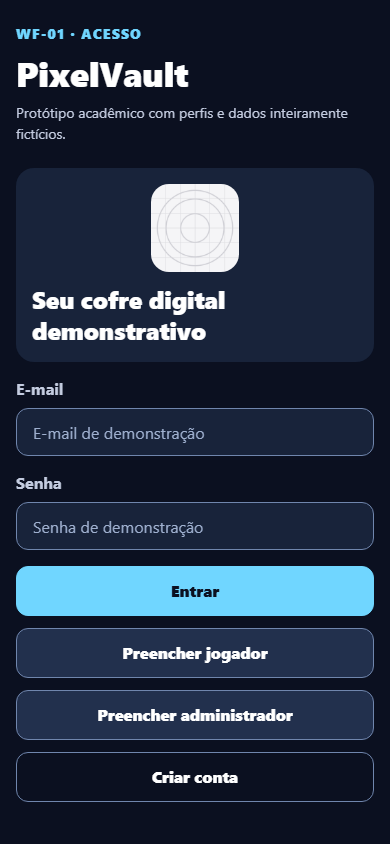 WF-01 • ACESSO
PixelVault
Protótipo acadêmico com perfis e dados inteiramente
fictícios.
Seu cofre digital
demonstrativo
E-mail
E-mail de demonstração
Senha
Senha de demonstração
Entrar
Preencher jogador
Preencher administrador
Criar conta